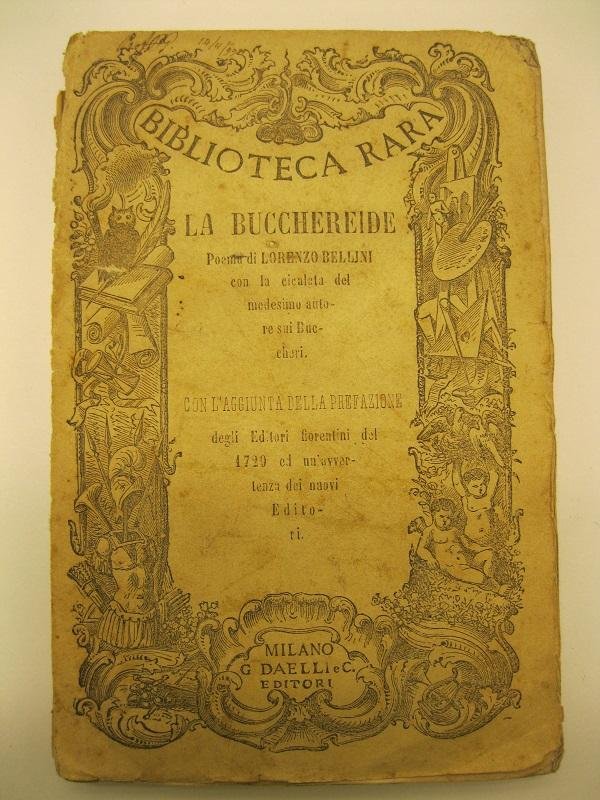 BIBLIOTECA RARA
LA BUCCHEREIDE
Poema di LORENZO BELLINI
con la cicalata del
medesimo auto-
re sui Buc-
cheri.
CON L'AGGIUNTA DELLA PREFAZIONE
degli Editori fiorentini del
1729 ed un'avver-
tenza dei nuovi
Edito-
ri.
MILANO
G. DAELLI e C.
EDITORI